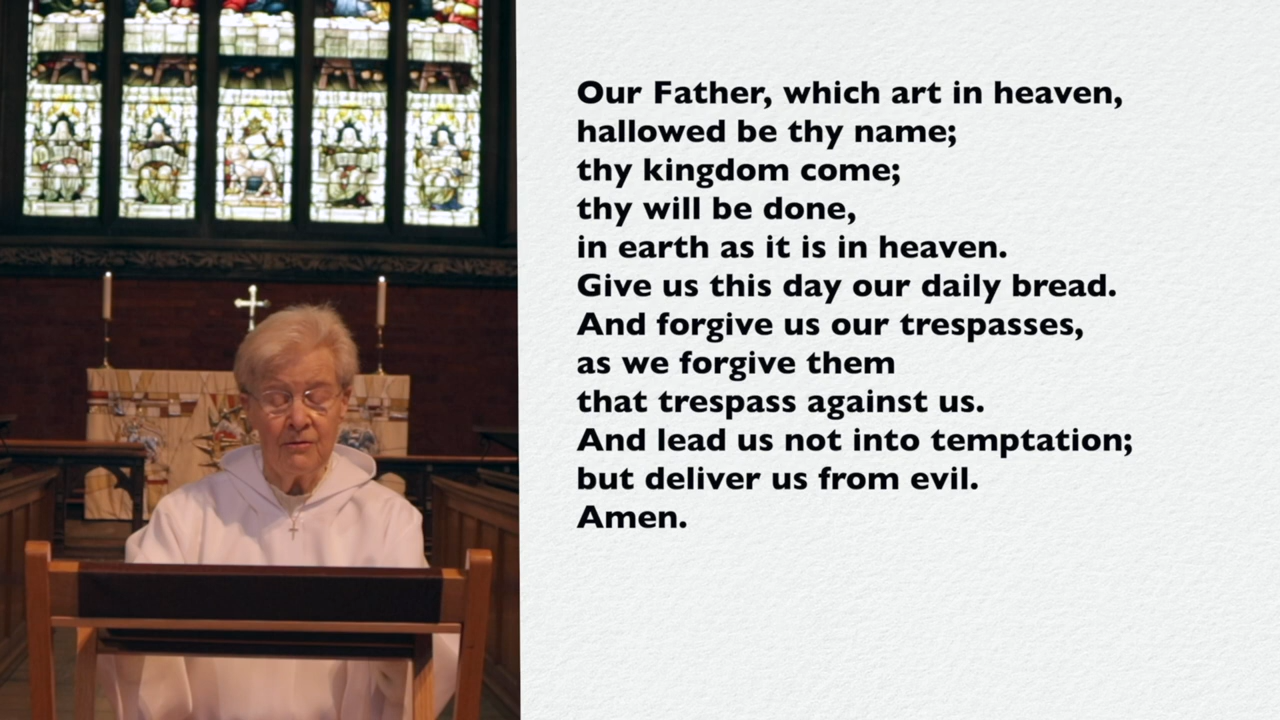 Our Father, which art in heaven,
hallowed be thy name;
thy kingdom come;
thy will be done,
in earth as it is in heaven.
Give us this day our daily bread.
And forgive us our trespasses,
as we forgive them
that trespass against us.
And lead us not into temptation;
but deliver us from evil.
Amen.